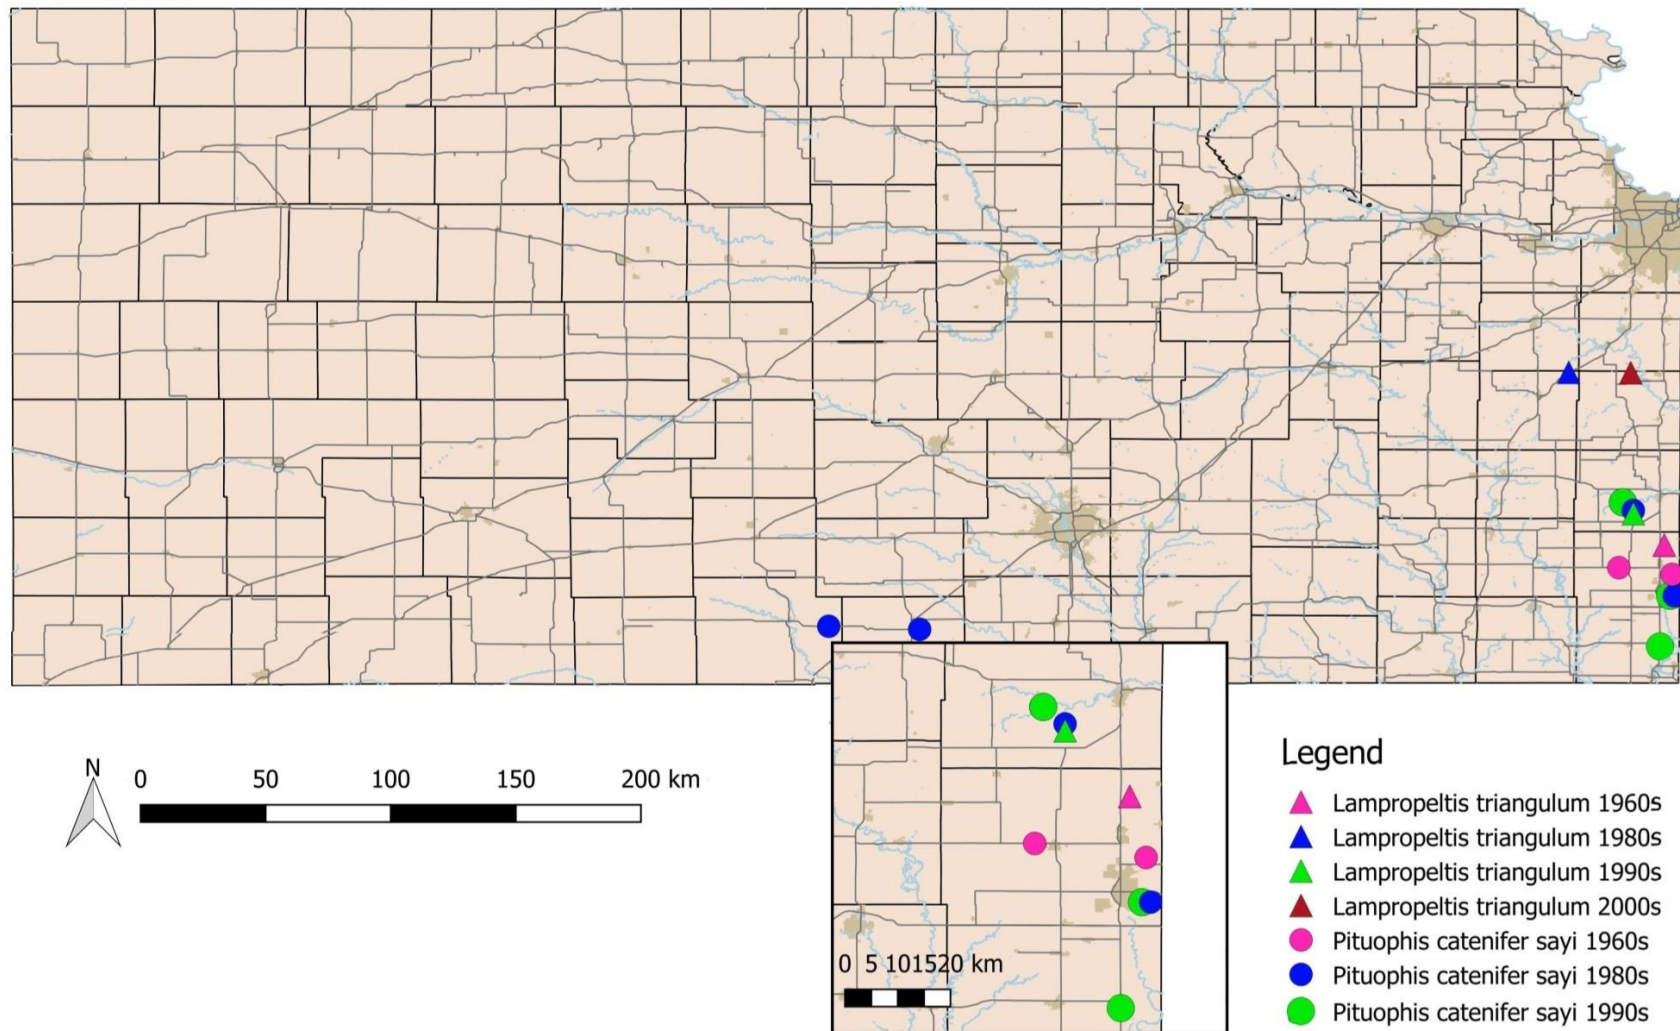 N
0 50 100 150 200 km
0 5 101520 km
Legend
Lampropeltis triangulum 1960s
Lampropeltis triangulum 1980s
Lampropeltis triangulum 1990s
Lampropeltis triangulum 2000s
Pituophis catenifer sayi 1960s
Pituophis catenifer sayi 1980s
Pituophis catenifer sayi 1990s